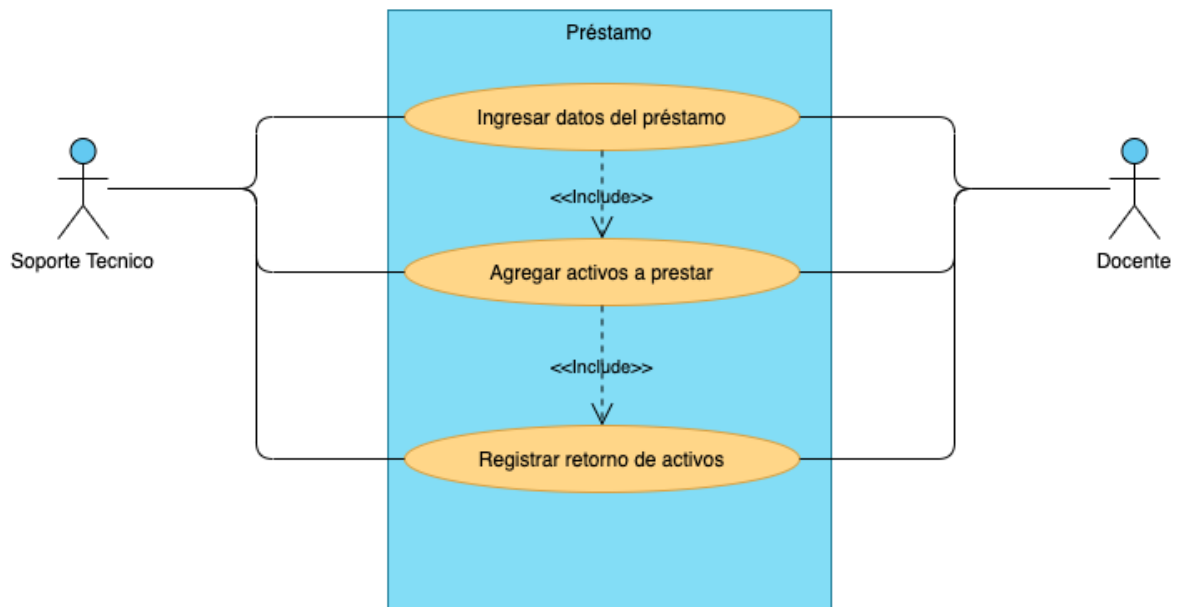 Préstamo
Ingresar datos del préstamo
<<Include>>
Soporte Tecnico
Agregar activos a prestar
Docente
<<Include>>
Registrar retorno de activos